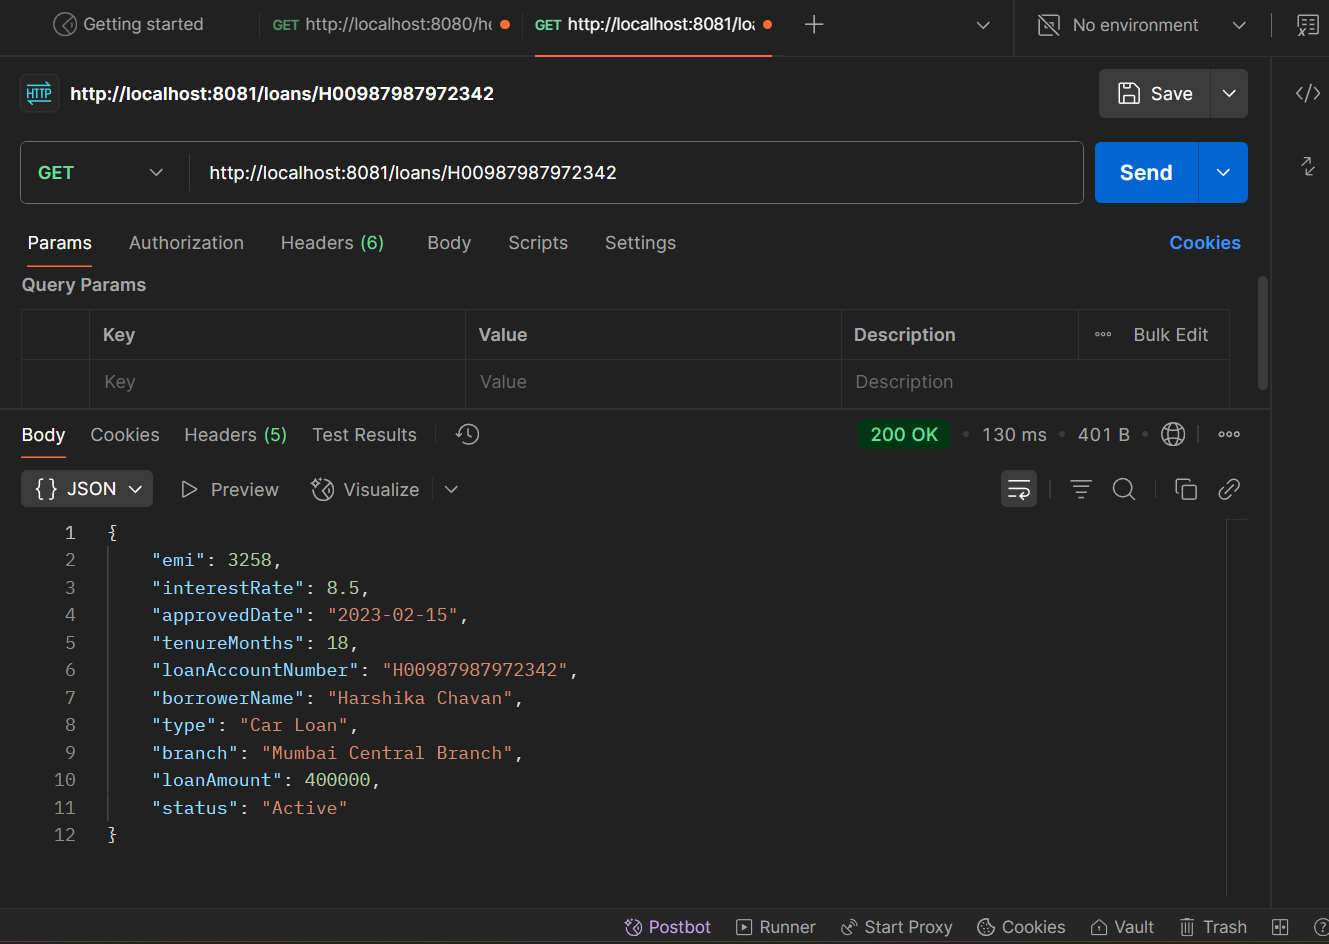 Getting started
GET http://localhost:8080/he
GET http://localhost:8081/loa
No environment
HTTP http://localhost:8081/loans/H00987987972342
Save
GET
http://localhost:8081/loans/H00987987972342
Send
Params Authorization Headers (6) Body Scripts Settings
Cookies
Query Params
Key Value Description Bulk Edit
Key Value Description
Body Cookies Headers (5) Test Results
200 OK 130 ms 401 B
{} JSON Preview Visualize
1 {
2 "emi": 3258,
3 "interestRate": 8.5,
4 "approvedDate": "2023-02-15",
5 "tenureMonths": 18,
6 "loanAccountNumber": "H00987987972342",
7 "borrowerName": "Harshika Chavan",
8 "type": "Car Loan",
9 "branch": "Mumbai Central Branch",
10 "loanAmount": 400000,
11 "status": "Active"
12 }
Postbot Runner Start Proxy Cookies Vault Trash